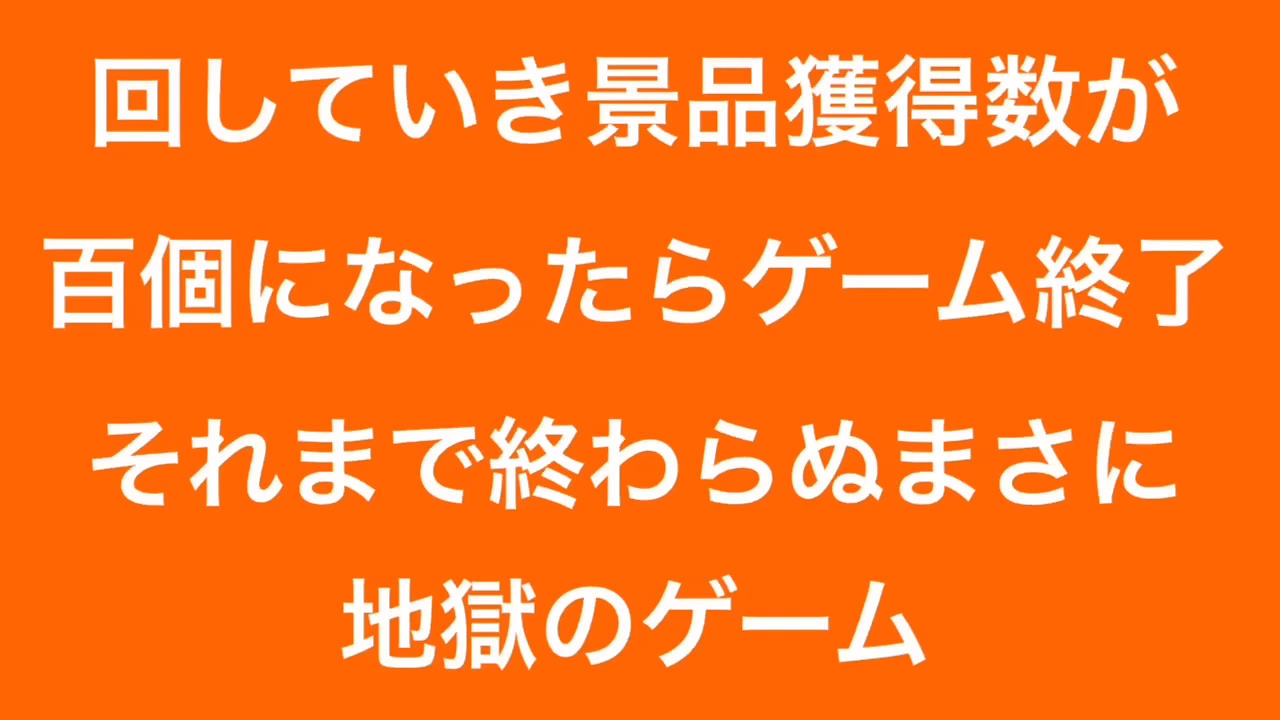 回していき景品獲得数が
百個になったらゲーム終了
それまで終わらぬまさに
地獄のゲーム